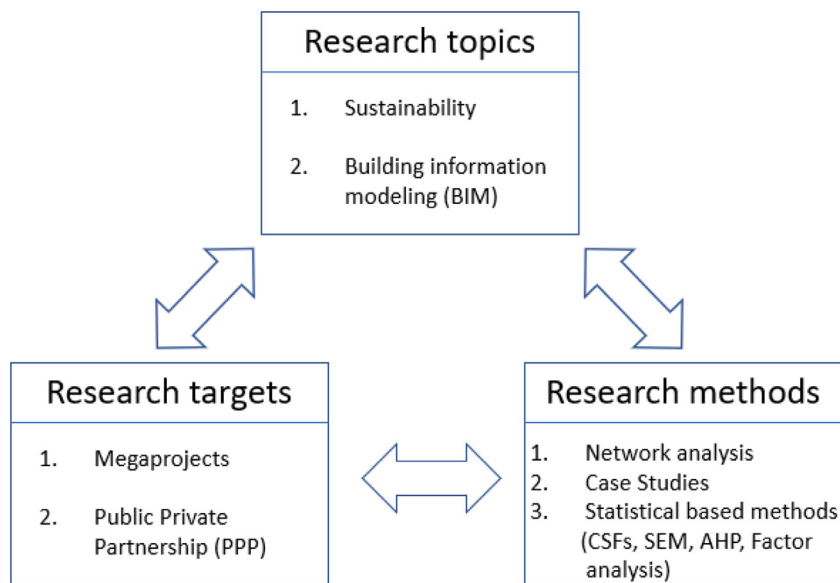 Research topics
1. Sustainability
2. Building information
modeling (BIM)
Research targets
1. Megaprojects
2. Public Private
Partnership (PPP)
Research methods
1. Network analysis
2. Case Studies
3. Statistical based methods
(CSFs, SEM, AHP, Factor
analysis)